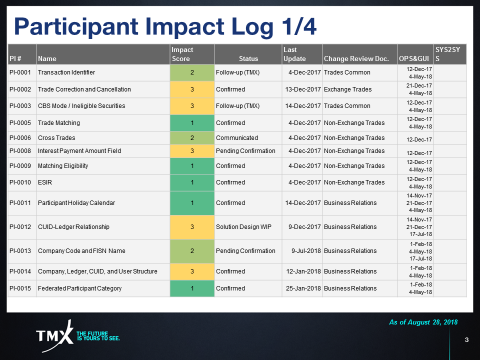 Participant Impact Log 1/4
PI # Name Impact Score Status Last Update Change Review Doc. OPS&GUI SYS2SYS
PI-0001 Transaction Identifier 2 Follow-up (TMX) 4-Dec-2017 Trades Common 12-Dec-17 4-May-18
PI-0002 Trade Correction and Cancellation 3 Confirmed 13-Dec-2017 Exchange Trades 21-Dec-17 4-May-18
PI-0003 CBS Mode / Ineligible Securities 3 Follow-up (TMX) 14-Dec-2017 Trades Common 12-Dec-17 4-May-18
PI-0005 Trade Matching 1 Confirmed 4-Dec-2017 Non-Exchange Trades 12-Dec-17 4-May-18
PI-0006 Cross Trades 2 Communicated 4-Dec-2017 Non-Exchange Trades 12-Dec-17
PI-0008 Interest Payment Amount Field 3 Pending Confirmation 4-Dec-2017 Non-Exchange Trades 12-Dec-17
PI-0009 Matching Eligibility 1 Confirmed 4-Dec-2017 Non-Exchange Trades 12-Dec-17 4-May-18
PI-0010 ESIR 1 Confirmed 4-Dec-2017 Non-Exchange Trades 12-Dec-17 4-May-18
PI-0011 Participant Holiday Calendar 1 Confirmed 14-Dec-2017 Business Relations 14-Nov-17 21-Dec-17 4-May-18
PI-0012 CUID-Ledger Relationship 3 Solution Design WIP 9-Dec-2017 Business Relations 14-Nov-17 21-Dec-17 17-Jul-18
PI-0013 Company Code and FISN Name 2 Pending Confirmation 9-Jul-2018 Business Relations 1-Feb-18 4-May-18 17-Jul-18
PI-0014 Company, Ledger, CUID, and User Structure 3 Confirmed 12-Jan-2018 Business Relations 1-Feb-18 4-May-18
PI-0015 Federated Participant Category 1 Confirmed 25-Jan-2018 Business Relations 1-Feb-18 4-May-18
As of August 28, 2018
TMX THE FUTURE IS YOURS TO SEE.
3